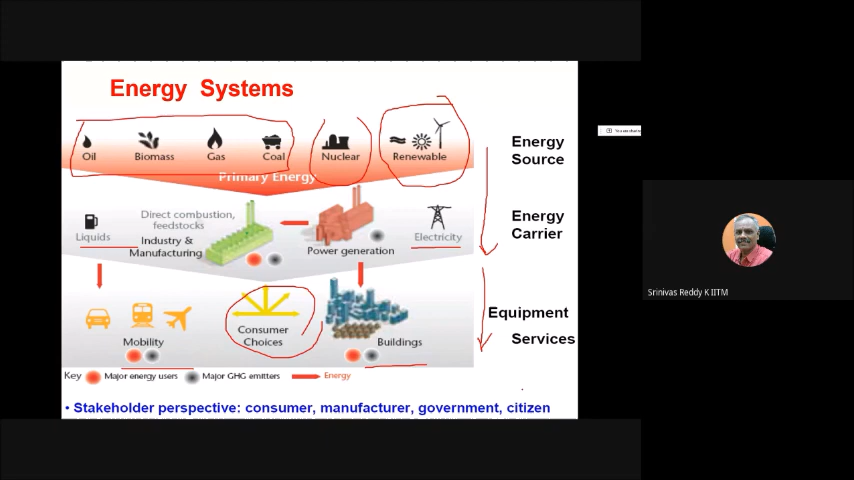 Energy Systems
Oil Biomass Gas Coal Nuclear Renewable
Primary Energy
Energy
Source
Direct combustion,
feedstocks
Liquids
Industry &
Manufacturing
Power generation
Electricity
Energy
Carrier
Mobility
Consumer
Choices
Buildings
Equipment
Services
Key Major energy users Major GHG emitters Energy
• Stakeholder perspective: consumer, manufacturer, government, citizen
Srinivas Reddy K IITM